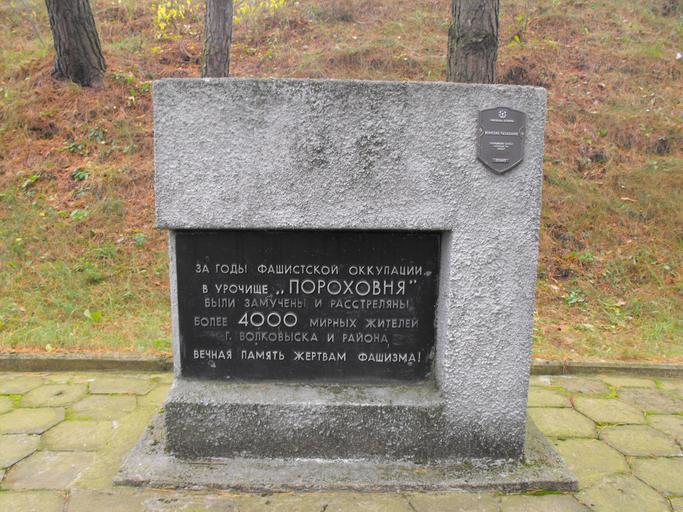 ЗА ГОДЫ ФАШИСТСКОЙ ОККУПАЦИИ
В УРОЧИЩЕ „ПОРОХОВНЯ"
БЫЛИ ЗАМУЧЕНЫ И РАССТРЕЛЯНЫ
БОЛЕЕ 4000 МИРНЫХ ЖИТЕЛЕЙ
Г. ВОЛКОВЫСКА И РАЙОНА
ВЕЧНАЯ ПАМЯТЬ ЖЕРТВАМ ФАШИЗМА!